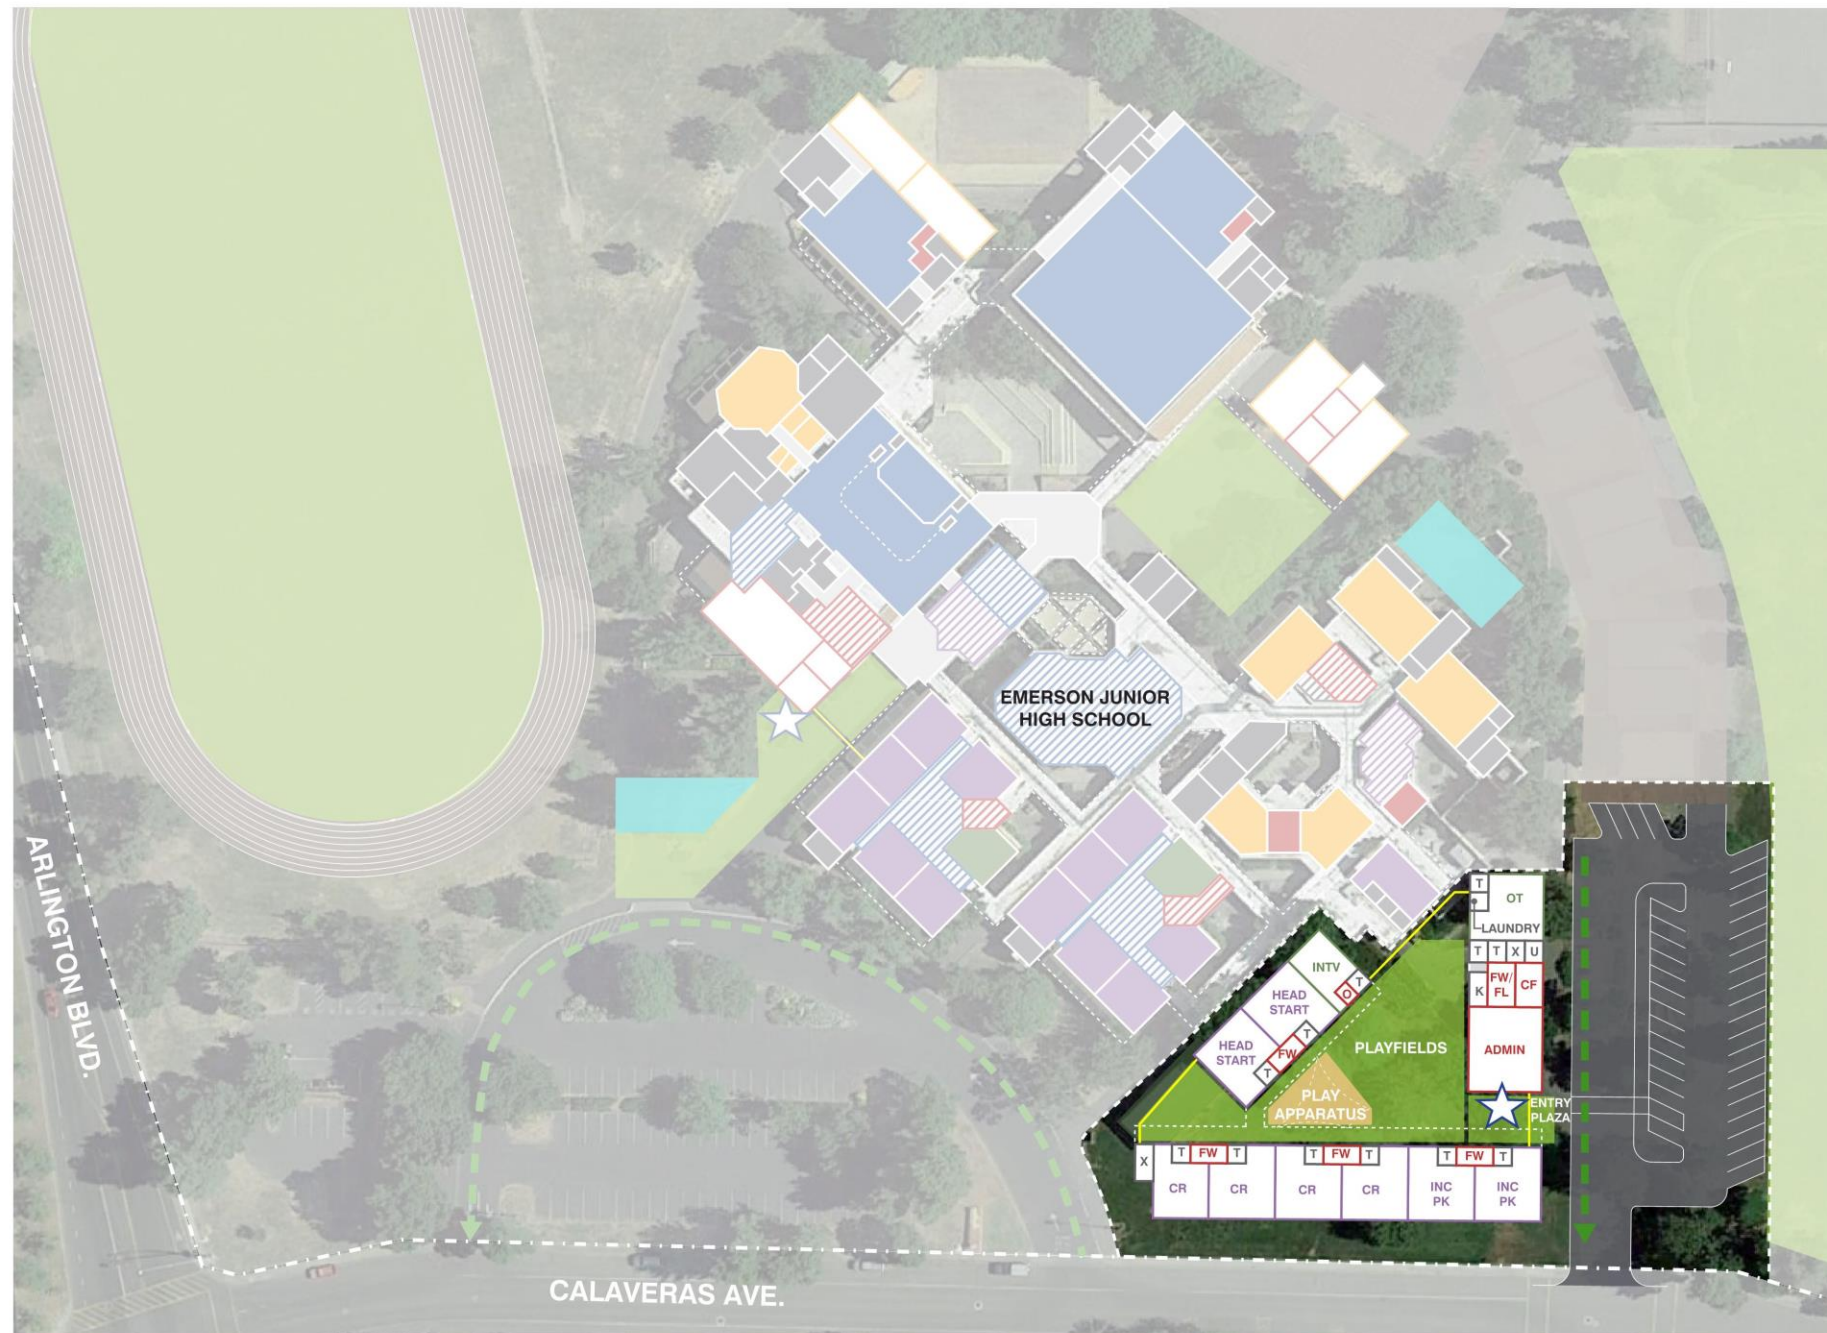 EMERSON JUNIOR
HIGH SCHOOL
ARLINGTON BLVD.
CALAVERAS AVE.
T
OT
LAUNDRY
T T X U
K
FW/
FL
CF
ADMIN
ENTRY
PLAZA
INTV
T
O
HEAD
START
HEAD
START
T
FW
T
PLAYFIELDS
PLAY
APPARATUS
X
T FW T
T FW T
T FW T
CR
CR
CR
CR
INC
PK
INC
PK